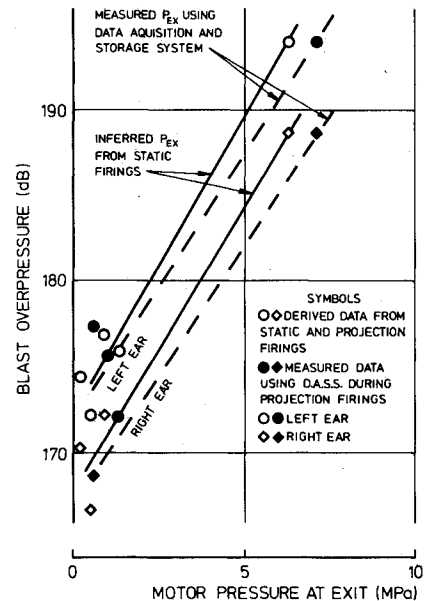 MEASURED PEX USING
DATA AQUISITION AND
STORAGE SYSTEM
190
INFERRED PEX
FROM STATIC
FIRINGS
BLAST OVERPRESSURE (dB)
180
SYMBOLS
○◇ DERIVED DATA FROM
STATIC AND PROJECTION
FIRINGS
●◆ MEASURED DATA
USING D.A.S.S. DURING
PROJECTION FIRINGS
○● LEFT EAR
◇◆ RIGHT EAR
LEFT EAR
RIGHT EAR
170
0 5 10
MOTOR PRESSURE AT EXIT (MPa)